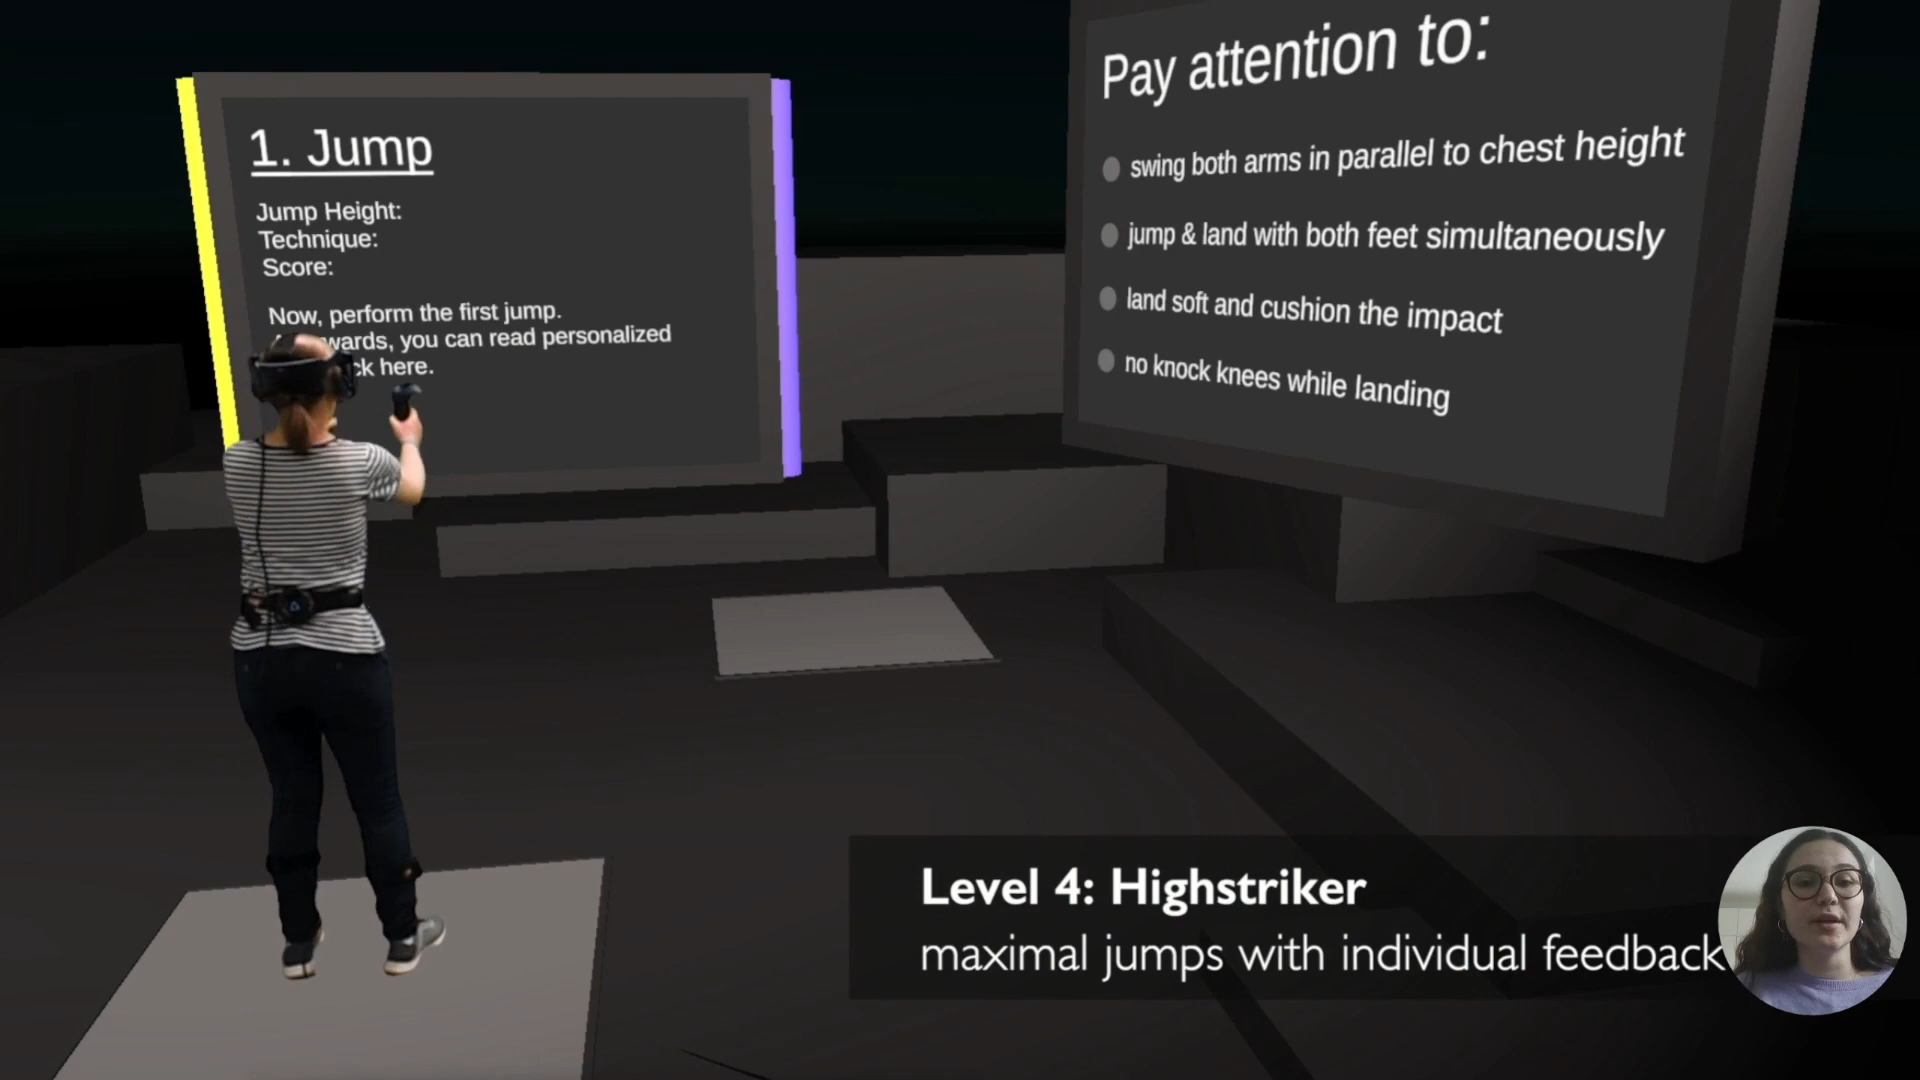 1. Jump
Jump Height:
Technique:
Score:
Now, perform the first jump.
you can read personalized
here.
Pay attention to:
swing both arms in parallel to chest height
jump & land with both feet simultaneously
land soft and cushion the impact
no knock knees while landing
Level 4: Highstriker
maximal jumps with individual feedback